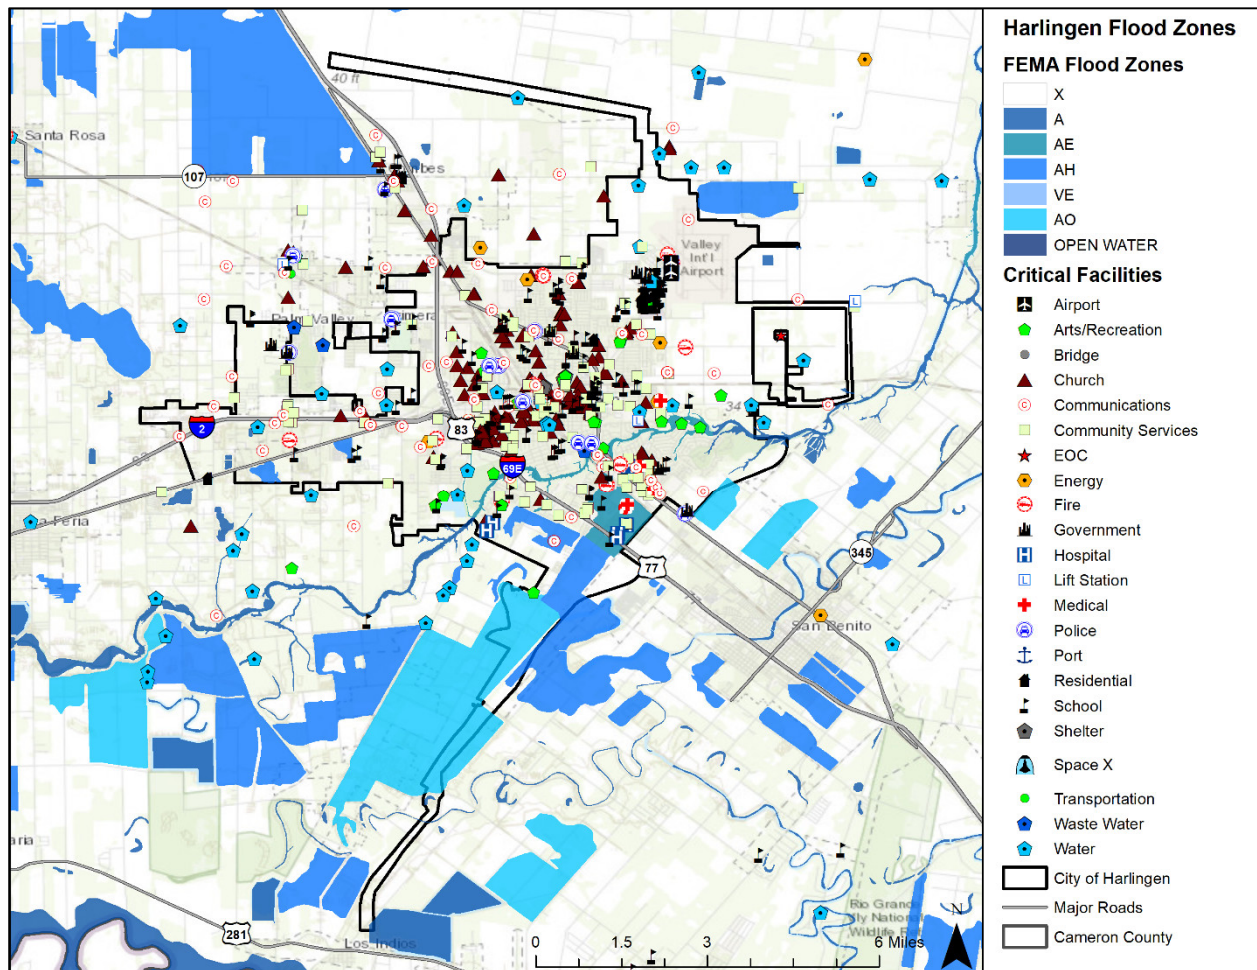 Harlingen Flood Zones
FEMA Flood Zones
X
A
AE
AH
VE
AO
OPEN WATER
Critical Facilities
Airport
Arts/Recreation
Bridge
Church
Communications
Community Services
EOC
Energy
Fire
Government
Hospital
Lift Station
Medical
Police
Port
Residential
School
Shelter
Space X
Transportation
Waste Water
Water
City of Harlingen
Major Roads
Cameron County
40 ft
Santa Rosa
107
Valley
Int'l
Airport
Palm Valley
2
83
69E
34
77
345
San Benito
281
Los Indios
Rio Grande
Wildlife
N
0 1.5 3 6 Miles